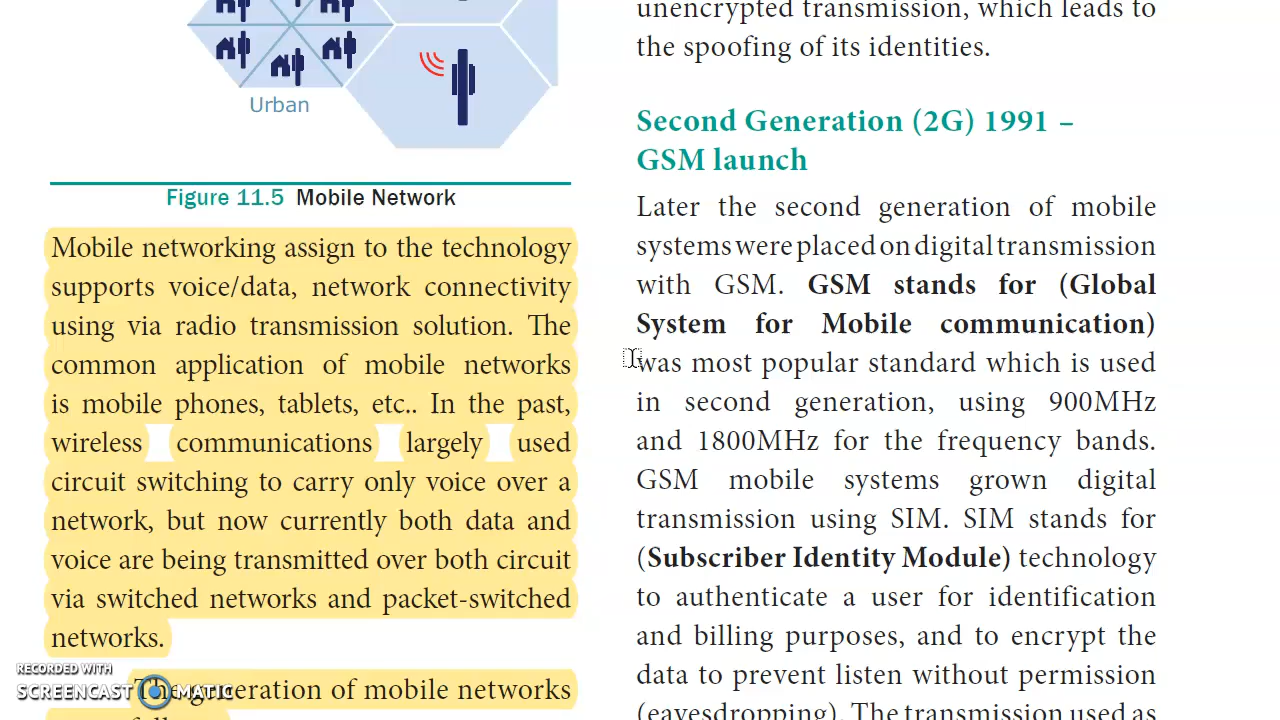 Urban
Figure 11.5 Mobile Network
Mobile networking assign to the technology
supports voice/data, network connectivity
using via radio transmission solution. The
common application of mobile networks
is mobile phones, tablets, etc.. In the past,
wireless communications largely used
circuit switching to carry only voice over a
network, but now currently both data and
voice are being transmitted over both circuit
via switched networks and packet-switched
networks.
The generation of mobile networks
unencrypted transmission, which leads to
the spoofing of its identities.
Second Generation (2G) 1991 –
GSM launch
Later the second generation of mobile
systems were placed on digital transmission
with GSM. GSM stands for (Global
System for Mobile communication)
was most popular standard which is used
in second generation, using 900MHz
and 1800MHz for the frequency bands.
GSM mobile systems grown digital
transmission using SIM. SIM stands for
(Subscriber Identity Module) technology
to authenticate a user for identification
and billing purposes, and to encrypt the
data to prevent listen without permission
(eavesdropping). The transmission used as
RECORDED WITH
SCREENCAST MATIC